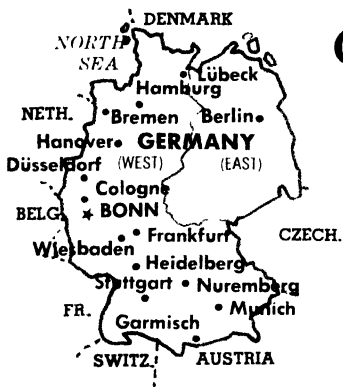 DENMARK
NORTH
SEA
Lübeck
Hamburg
NETH.
Bremen
Berlin
Hanover
GERMANY
Düsseldorf
(WEST)
(EAST)
Cologne
BELG.
BONN
Frankfurt
CZECH.
Wiesbaden
Heidelberg
Stuttgart
Nuremberg
FR.
Munich
Garmisch
SWITZ.
AUSTRIA